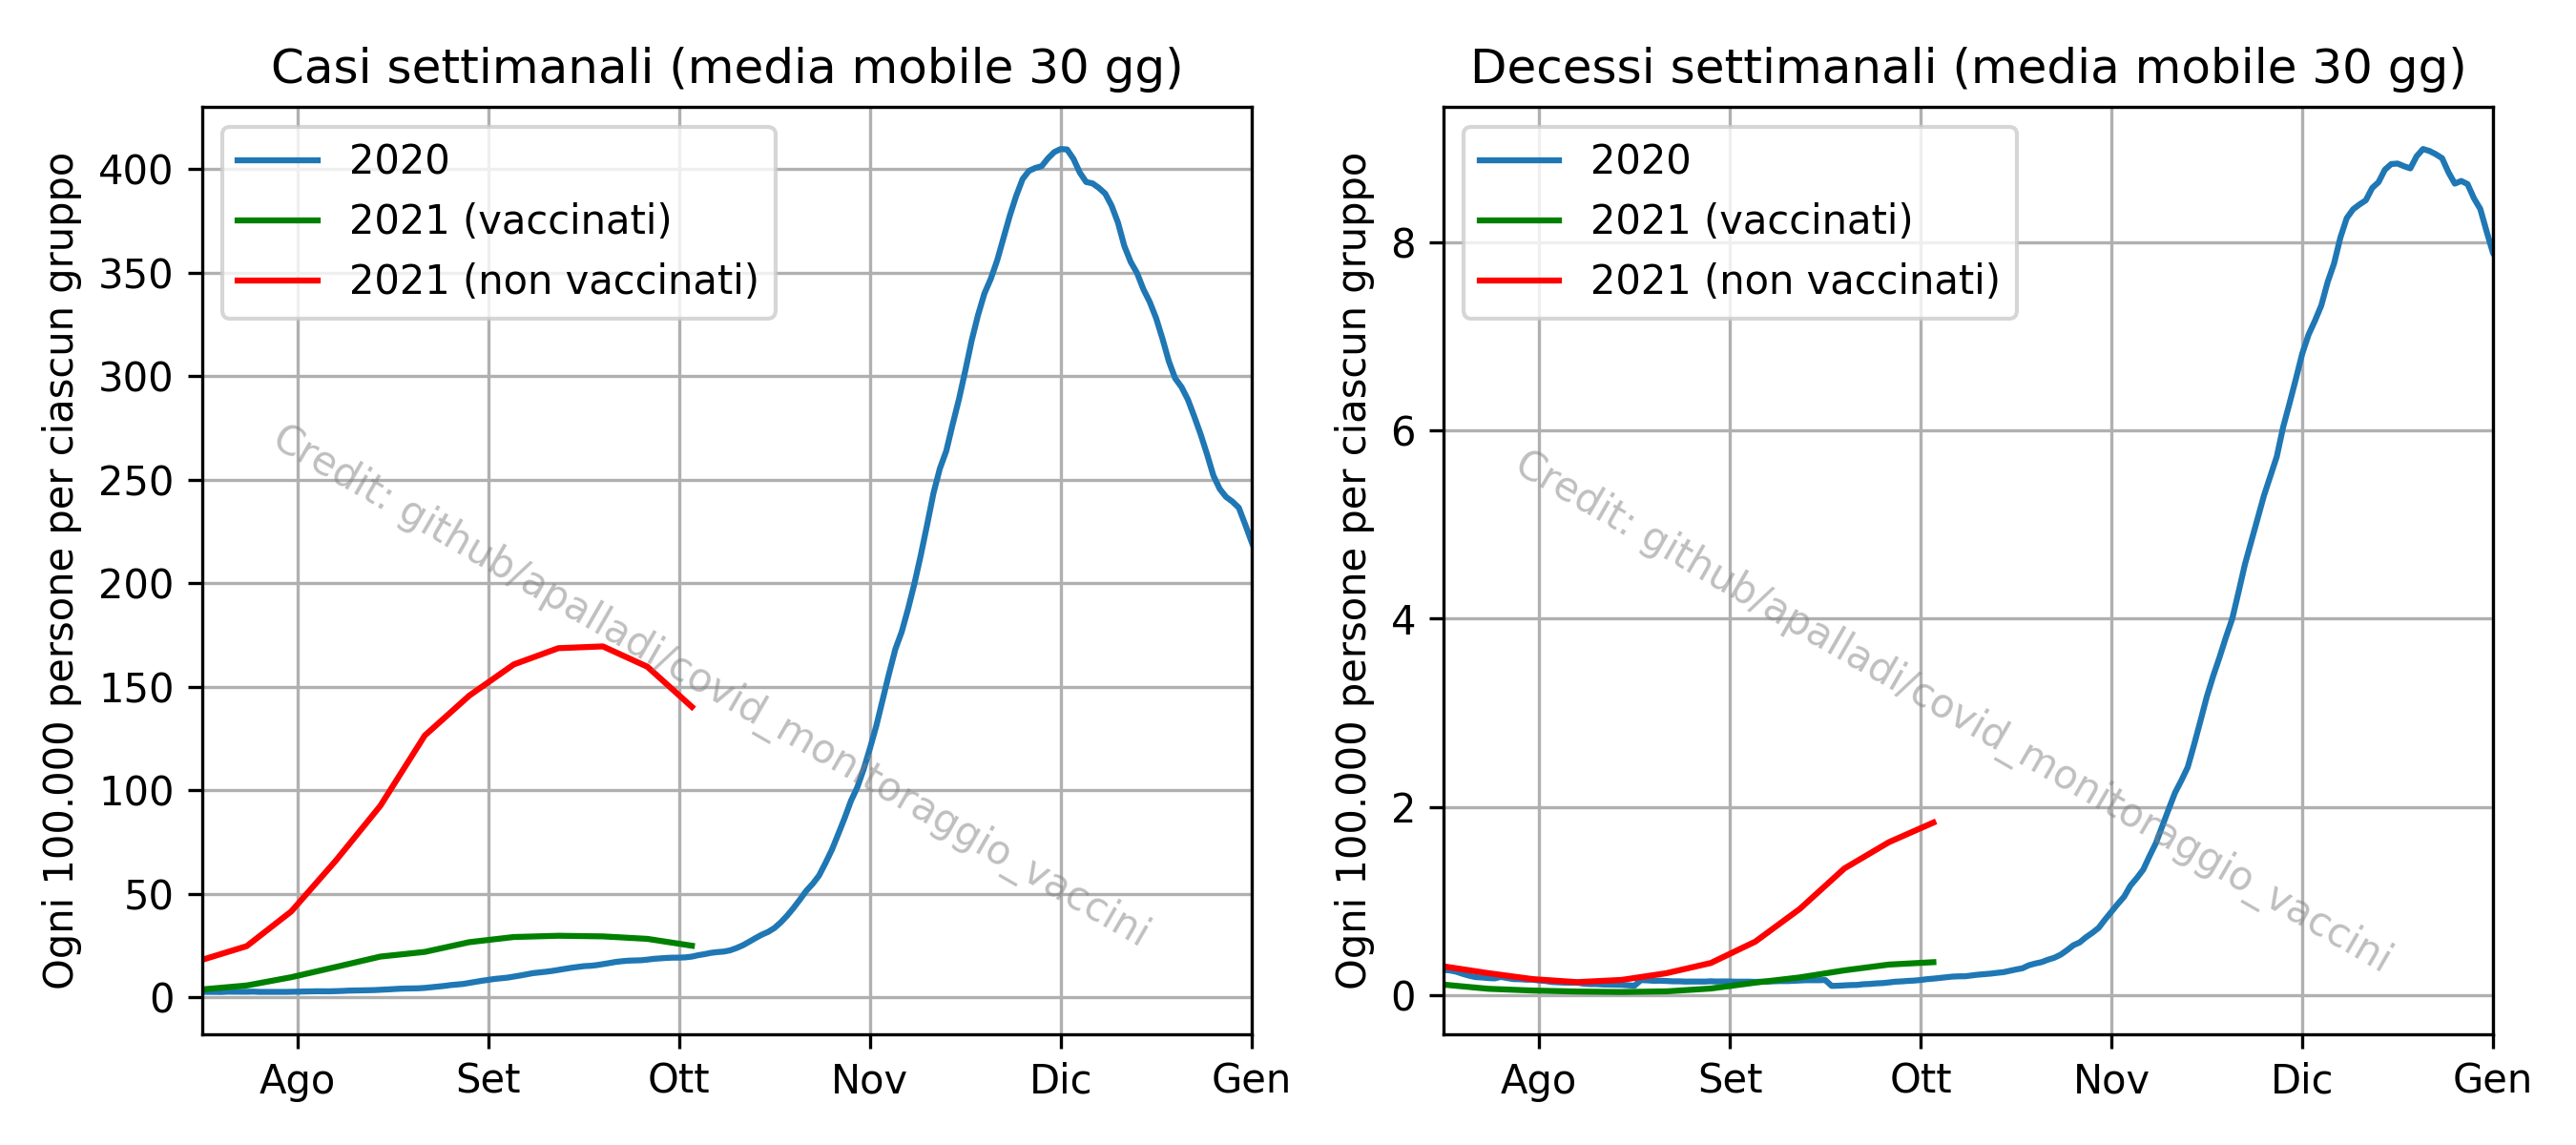 Casi settimanali (media mobile 30 gg)
Ogni 100.000 persone per ciascun gruppo
400
350
300
250
200
150
100
50
0
2020
2021 (vaccinati)
2021 (non vaccinati)
Credit: github/apalladi/covid_monitoraggio_vaccini
Ago Set Ott Nov Dic Gen
Decessi settimanali (media mobile 30 gg)
Ogni 100.000 persone per ciascun gruppo
8
6
4
2
0
2020
2021 (vaccinati)
2021 (non vaccinati)
Credit: github/apalladi/covid_monitoraggio_vaccini
Ago Set Ott Nov Dic Gen